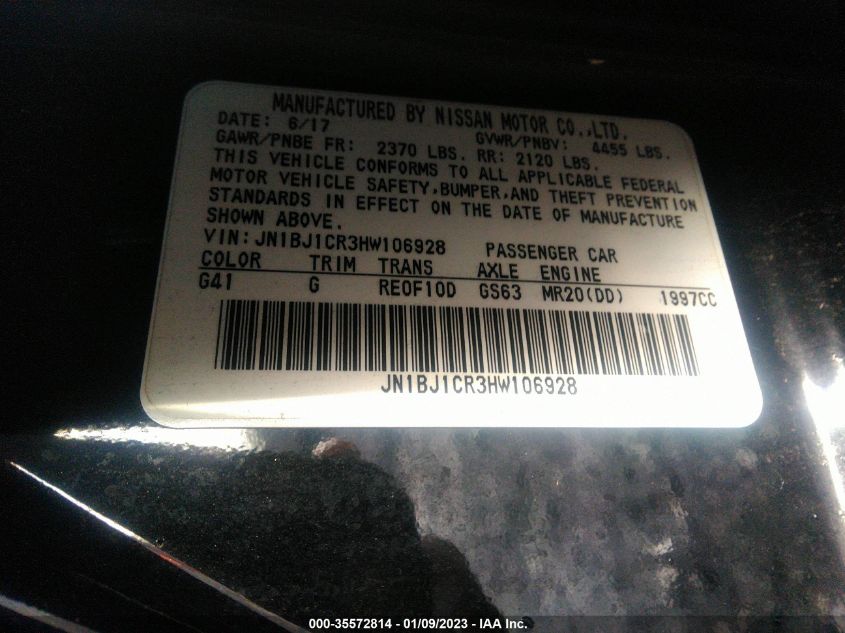 MANUFACTURED BY NISSAN MOTOR CO.,LTD.
DATE: 6/17 GVWR/PNBV: 4455 LBS.
GAWR/PNBE FR: 2370 LBS. RR: 2120 LBS.
THIS VEHICLE CONFORMS TO ALL APPLICABLE FEDERAL
MOTOR VEHICLE SAFETY,BUMPER,AND THEFT PREVENTION
STANDARDS IN EFFECT ON THE DATE OF MANUFACTURE
SHOWN ABOVE.
VIN: JN1BJ1CR3HW106928 PASSENGER CAR
COLOR TRIM TRANS AXLE ENGINE
G41 G RE0F10D GS63 MR20(DD) 1997CC
JN1BJ1CR3HW106928
000-35572814 - 01/09/2023 - IAA Inc.